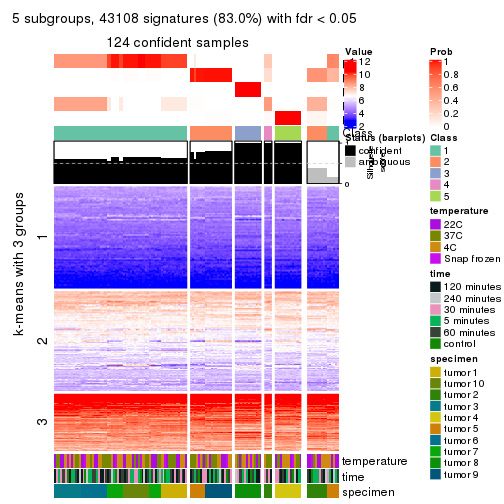 5 subgroups, 43108 signatures (83.0%) with fdr < 0.05
124 confident samples
k-means with 3 groups
1
2
3
Value
12
10
8
6
4
2
Prob
1
0.8
0.6
0.4
0.2
0
Class
Status (barplots)
confident
ambiguous
0
Class
1
2
3
4
5
temperature
22C
37C
4C
Snap frozen
time
120 minutes
240 minutes
30 minutes
5 minutes
60 minutes
control
specimen
tumor 1
tumor 10
tumor 2
tumor 3
tumor 4
tumor 5
tumor 6
tumor 7
tumor 8
tumor 9
temperature
time
specimen